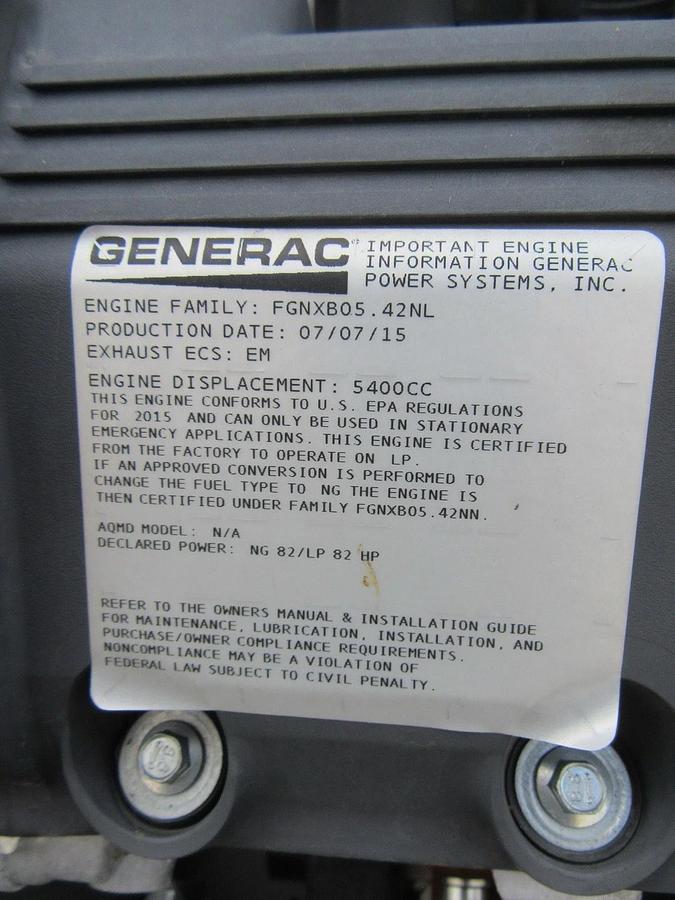 GENERAC® IMPORTANT ENGINE
INFORMATION GENERAC
POWER SYSTEMS, INC.
ENGINE FAMILY: FGNXB05.42NL
PRODUCTION DATE: 07/07/15
EXHAUST ECS: EM
ENGINE DISPLACEMENT: 5400CC
THIS ENGINE CONFORMS TO U.S. EPA REGULATIONS
FOR 2015 AND CAN ONLY BE USED IN STATIONARY
EMERGENCY APPLICATIONS. THIS ENGINE IS CERTIFIED
FROM THE FACTORY TO OPERATE ON LP.
IF AN APPROVED CONVERSION IS PERFORMED TO
CHANGE THE FUEL TYPE TO NG THE ENGINE IS
THEN CERTIFIED UNDER FAMILY FGNXB05.42NN.
AQMD MODEL: N/A
DECLARED POWER: NG 82/LP 82 HP
REFER TO THE OWNERS MANUAL & INSTALLATION GUIDE
FOR MAINTENANCE, LUBRICATION, INSTALLATION, AND
PURCHASE/OWNER COMPLIANCE REQUIREMENTS.
NONCOMPLIANCE MAY BE A VIOLATION OF
FEDERAL LAW SUBJECT TO CIVIL PENALTY.